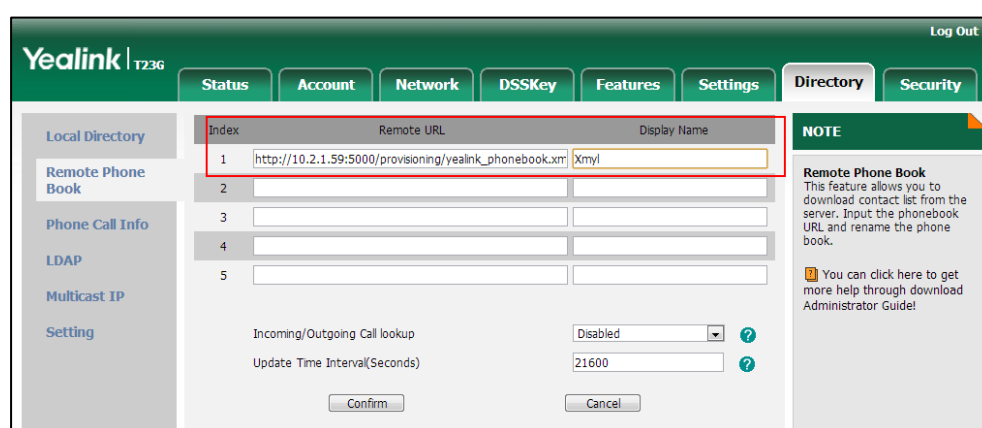 Log Out
Yealink | T23G
Status Account Network DSSKey Features Settings Directory Security
Local Directory
Remote Phone
Book
Phone Call Info
LDAP
Multicast IP
Setting
Index Remote URL Display Name
1 http://10.2.1.59:5000/provisioning/yealink_phonebook.xm Xmyl
2
3
4
5
Incoming/Outgoing Call lookup Disabled ?
Update Time Interval(Seconds) 21600 ?
Confirm Cancel
NOTE
Remote Phone Book
This feature allows you to
download contact list from the
server. Input the phonebook
URL and rename the phone
book.
? You can click here to get
more help through download
Administrator Guide!